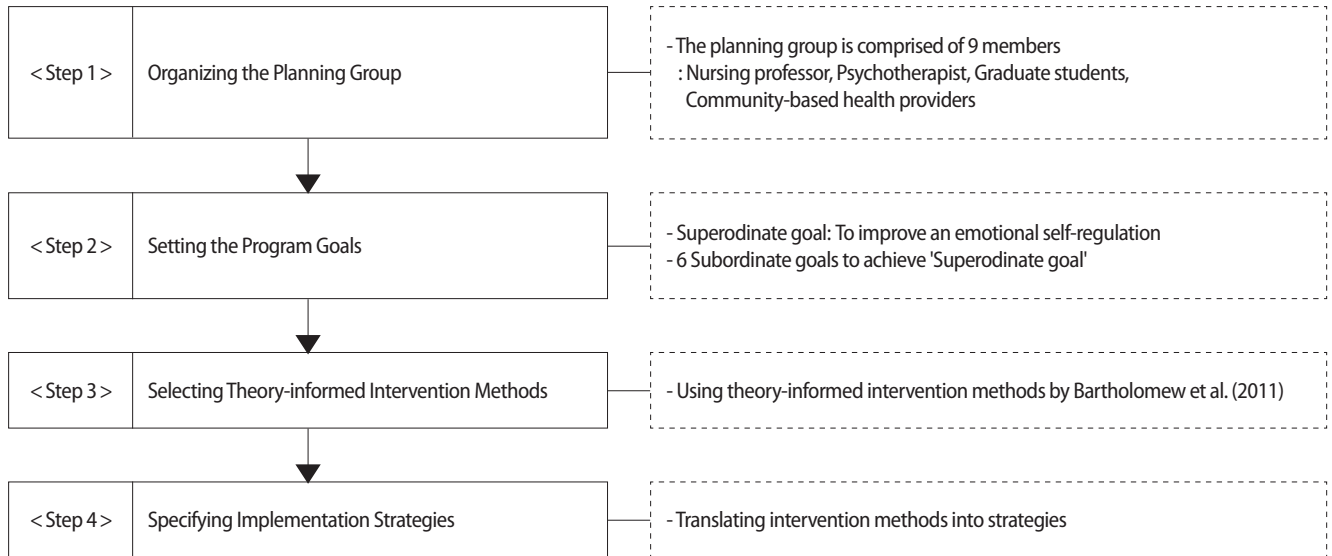 < Step 1 >
Organizing the Planning Group
- The planning group is comprised of 9 members
: Nursing professor, Psychotherapist, Graduate students,
Community-based health providers
< Step 2 >
Setting the Program Goals
- Superodinate goal: To improve an emotional self-regulation
- 6 Subordinate goals to achieve 'Superodinate goal'
< Step 3 >
Selecting Theory-informed Intervention Methods
- Using theory-informed intervention methods by Bartholomew et al. (2011)
< Step 4 >
Specifying Implementation Strategies
- Translating intervention methods into strategies